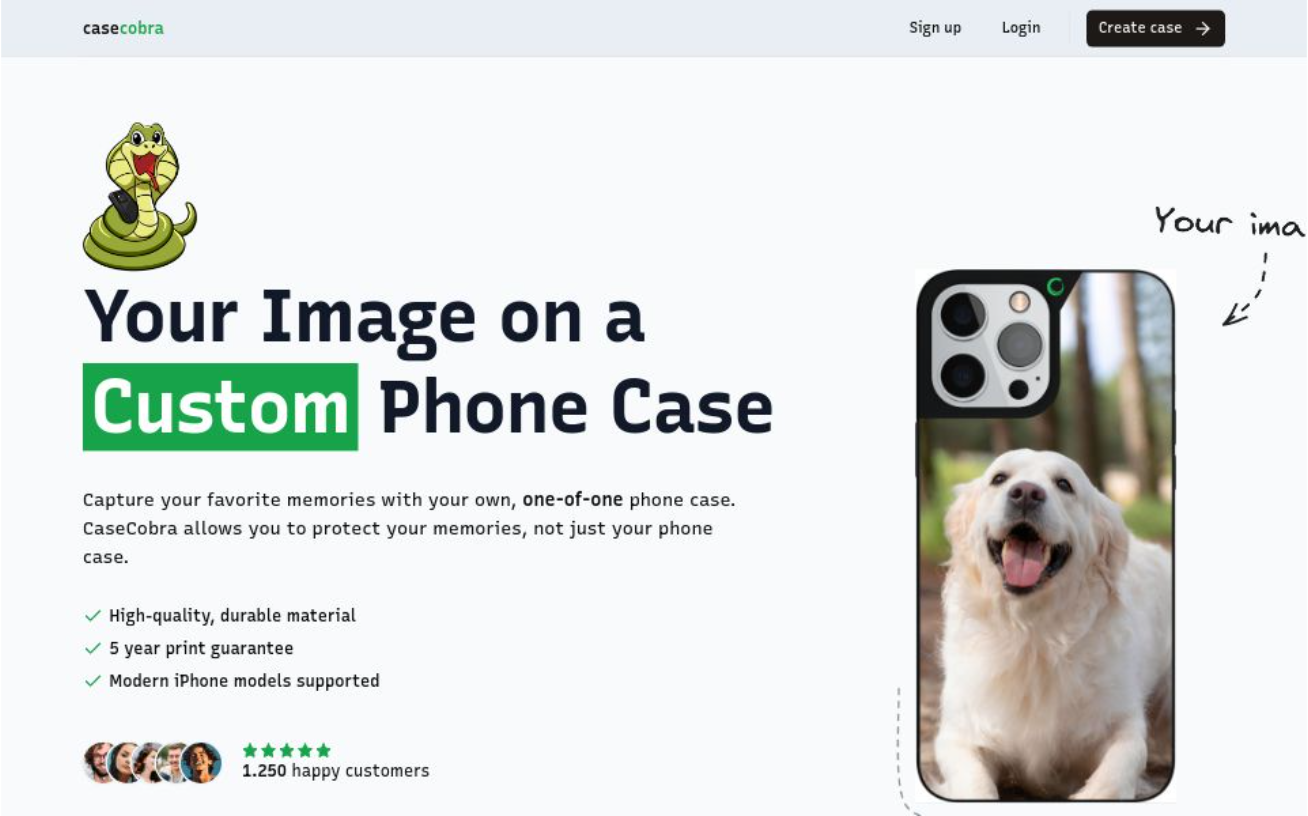 casecobra
Sign up
Login
Create case
Your ima
Your Image on a
Custom Phone Case
Capture your favorite memories with your own, one-of-one phone case.
CaseCobra allows you to protect your memories, not just your phone
case.
High-quality, durable material
5 year print guarantee
Modern iPhone models supported
1.250 happy customers